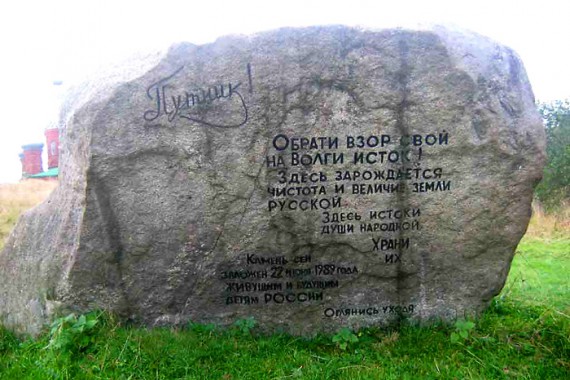 Путник!
Обрати взор свой
на Волги исток!
Здесь зарождается
чистота и величие земли
русской.
Здесь истоки
души народной.
Храни
их
Камень сей
заложен 22 июня 1989 года
живущим и будущим
детям России
Оглянись уходя